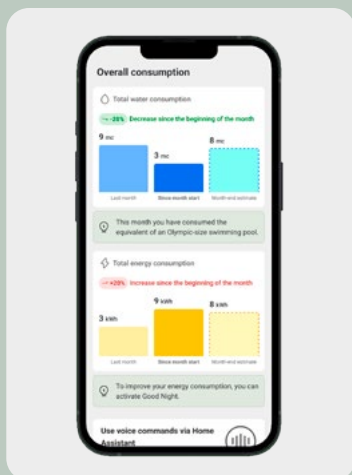 Overall consumption
Total water consumption
-20% Decrease since the beginning of the month
9 mc
3 mc
8 mc
Last month
Since month start
Month-end estimate
This month you have consumed the
equivalent of an Olympic-size swimming pool.
Total energy consumption
+20% Increase since the beginning of the month
3 kWh
9 kWh
8 kWh
Last month
Since month start
Month-end estimate
To improve your energy consumption, you can
activate Good Night.
Use voice commands via Home
Assistant